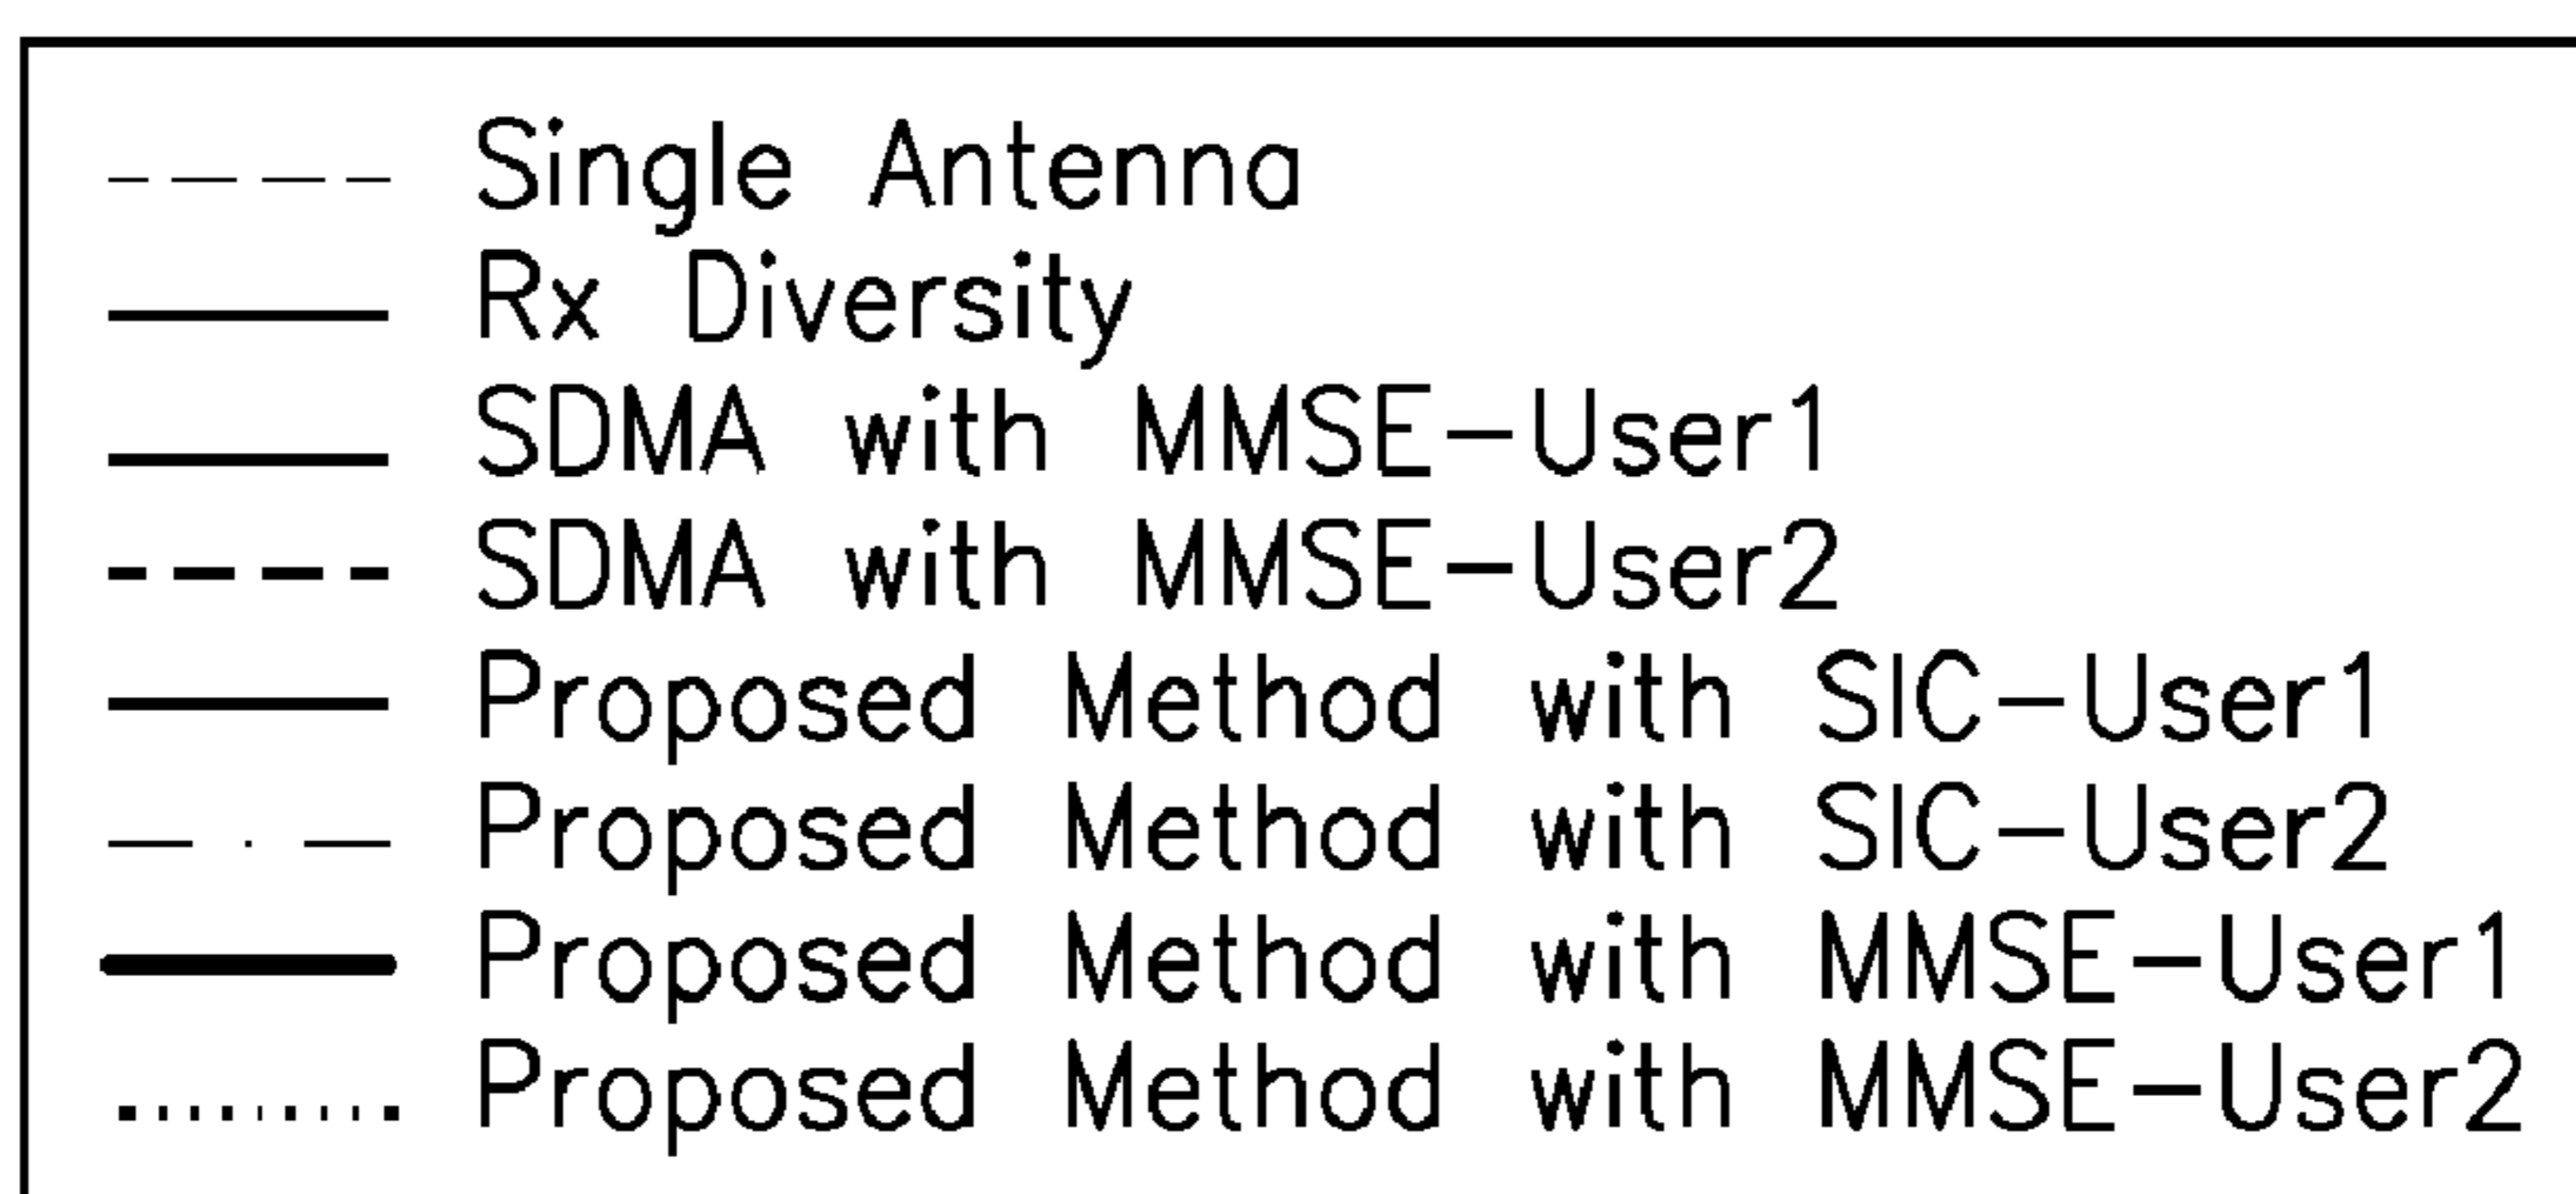 Single Antenna
Rx Diversity
SDMA with MMSE-User1
SDMA with MMSE-User2
Proposed Method with SIC-User1
Proposed Method with SIC-User2
Proposed Method with MMSE-User1
Proposed Method with MMSE-User2